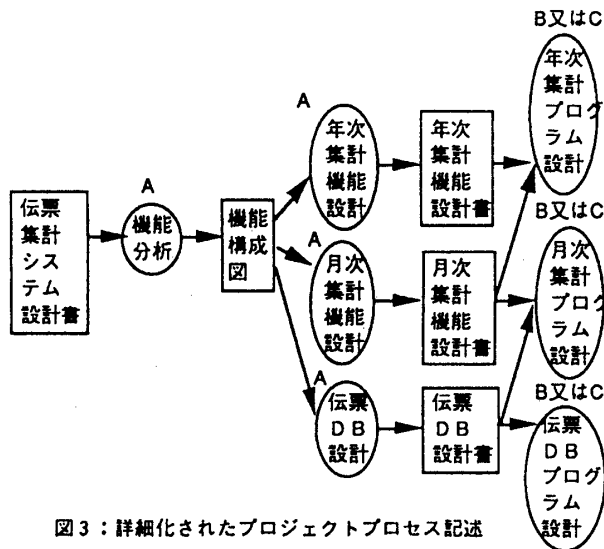 伝票
集計
シス
テム
設計書
A
機能
分析
機能
構成
図
A
年次
集計
機能
設計
年次
集計
機能
設計書
B又はC
年次
集計
プログ
ラム
設計
A
月次
集計
機能
設計
月次
集計
機能
設計書
B又はC
月次
集計
プログ
ラム
設計
A
伝票
DB
設計
伝票
DB
設計書
B又はC
伝票
DB
プログ
ラム
設計
図3：詳細化されたプロジェクトプロセス記述